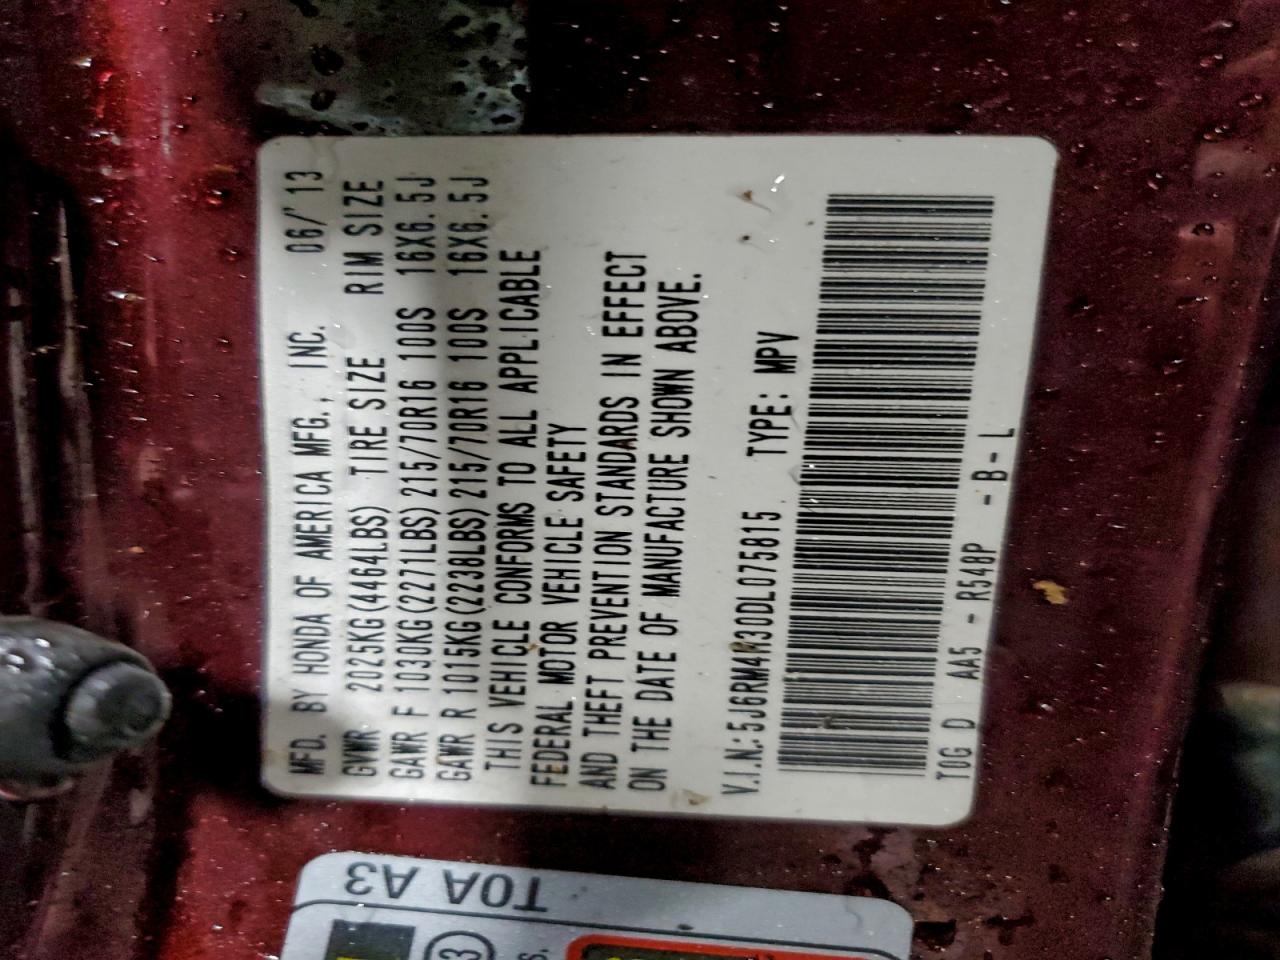 MFD. BY HONDA OF AMERICA MFG., INC. 06/'13
GVWR 2025KG(4464LBS) TIRE SIZE RIM SIZE
GAWR F 1030KG(2271LBS) 215/70R16 100S 16X6.5J
GAWR R 1015KG(2238LBS) 215/70R16 100S 16X6.5J
THIS VEHICLE CONFORMS TO ALL APPLICABLE
FEDERAL MOTOR VEHICLE SAFETY
AND THEFT PREVENTION STANDARDS IN EFFECT
ON THE DATE OF MANUFACTURE SHOWN ABOVE.
V.I.N.: TYPE: MPV
T0G D AA5 - R548P - B - L
T0A A3
3
S.